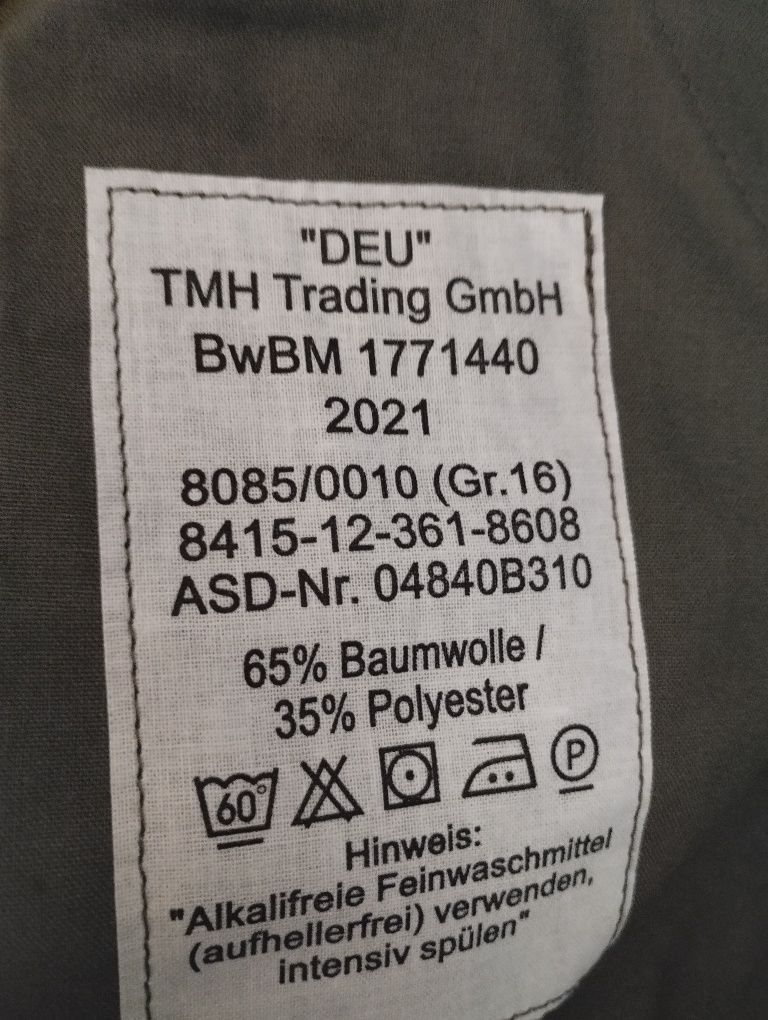 "DEU"
TMH Trading GmbH
BwBM 1771440
2021
8085/0010 (Gr.16)
8415-12-361-8608
ASD-Nr. 04840B310
65% Baumwolle /
35% Polyester
60° P
Hinweis:
"Alkalifreie Feinwaschmittel
(aufhellerfrei) verwenden,
intensiv spülen"